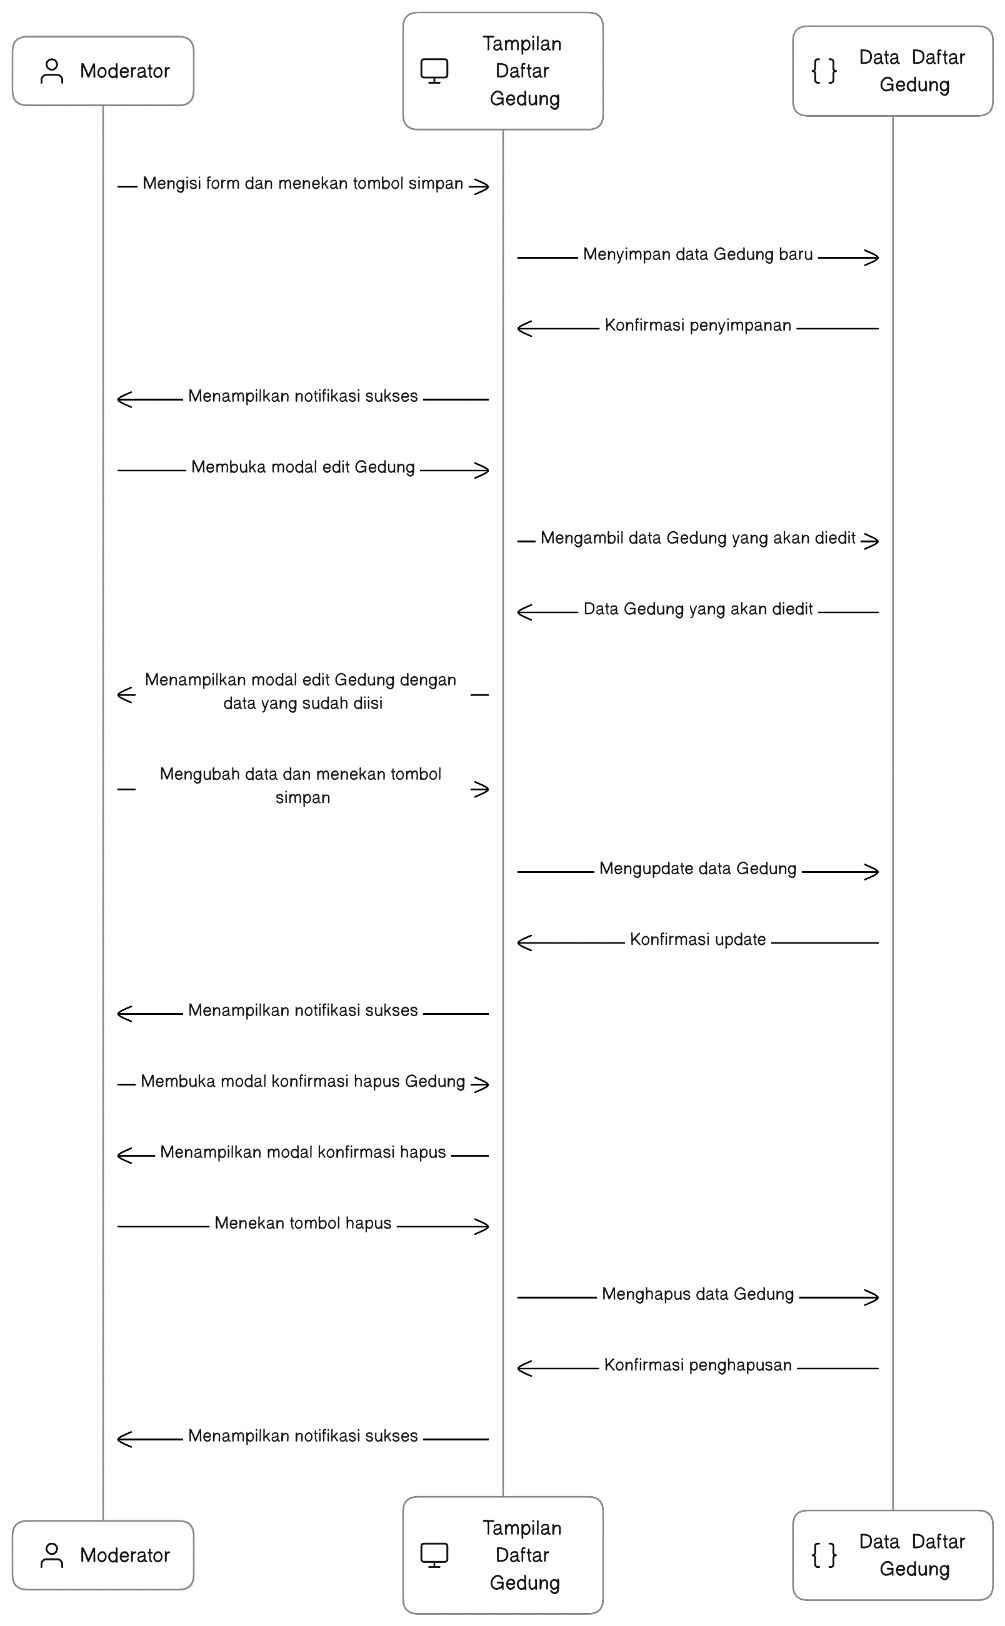 Moderator
Tampilan
Daftar
Gedung
Data Daftar
Gedung
Mengisi form dan menekan tombol simpan
Menyimpan data Gedung baru
Konfirmasi penyimpanan
Menampilkan notifikasi sukses
Membuka modal edit Gedung
Mengambil data Gedung yang akan diedit
Data Gedung yang akan diedit
Menampilkan modal edit Gedung dengan
data yang sudah diisi
Mengubah data dan menekan tombol
simpan
Mengupdate data Gedung
Konfirmasi update
Menampilkan notifikasi sukses
Membuka modal konfirmasi hapus Gedung
Menampilkan modal konfirmasi hapus
Menekan tombol hapus
Menghapus data Gedung
Konfirmasi penghapusan
Menampilkan notifikasi sukses
Moderator
Tampilan
Daftar
Gedung
Data Daftar
Gedung